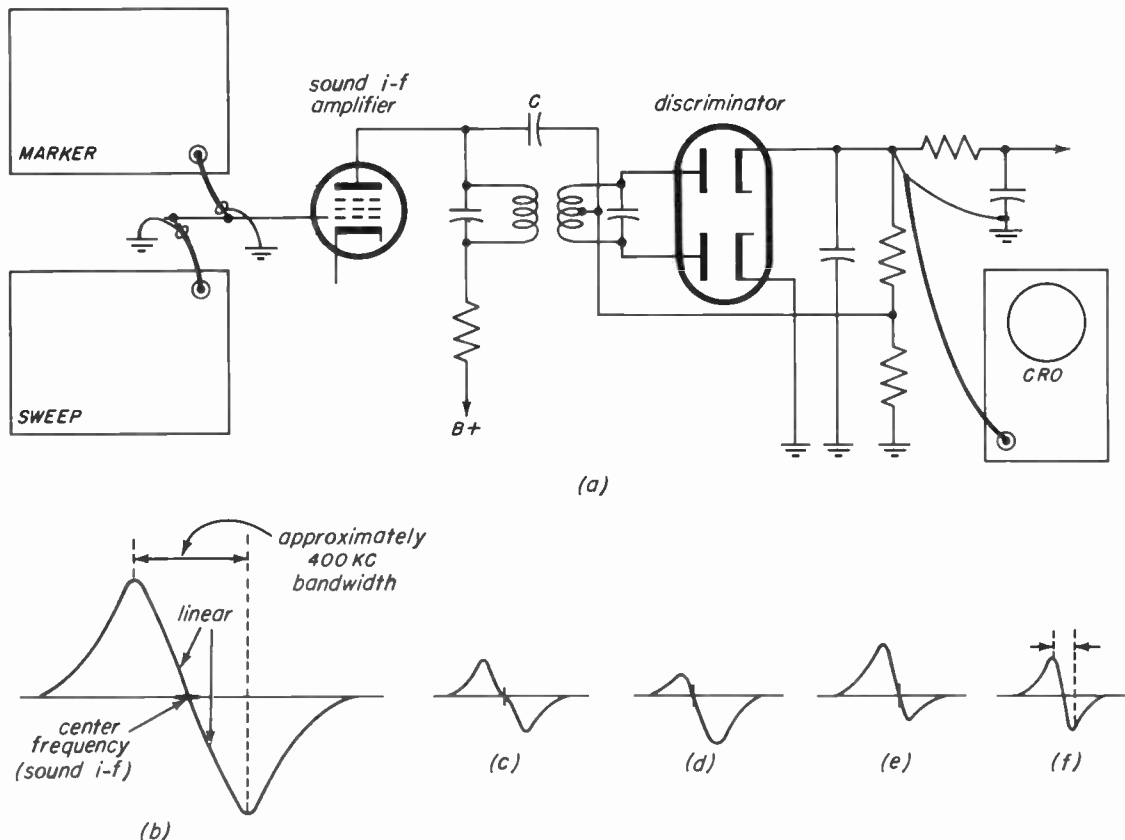 MARKER
sound i-f
amplifier
C
discriminator
SWEEP
B+
CRO
(a)
approximately
400 KC
bandwidth
linear
center
frequency
(sound i-f)
(b)
(c)
(d)
(e)
(f)